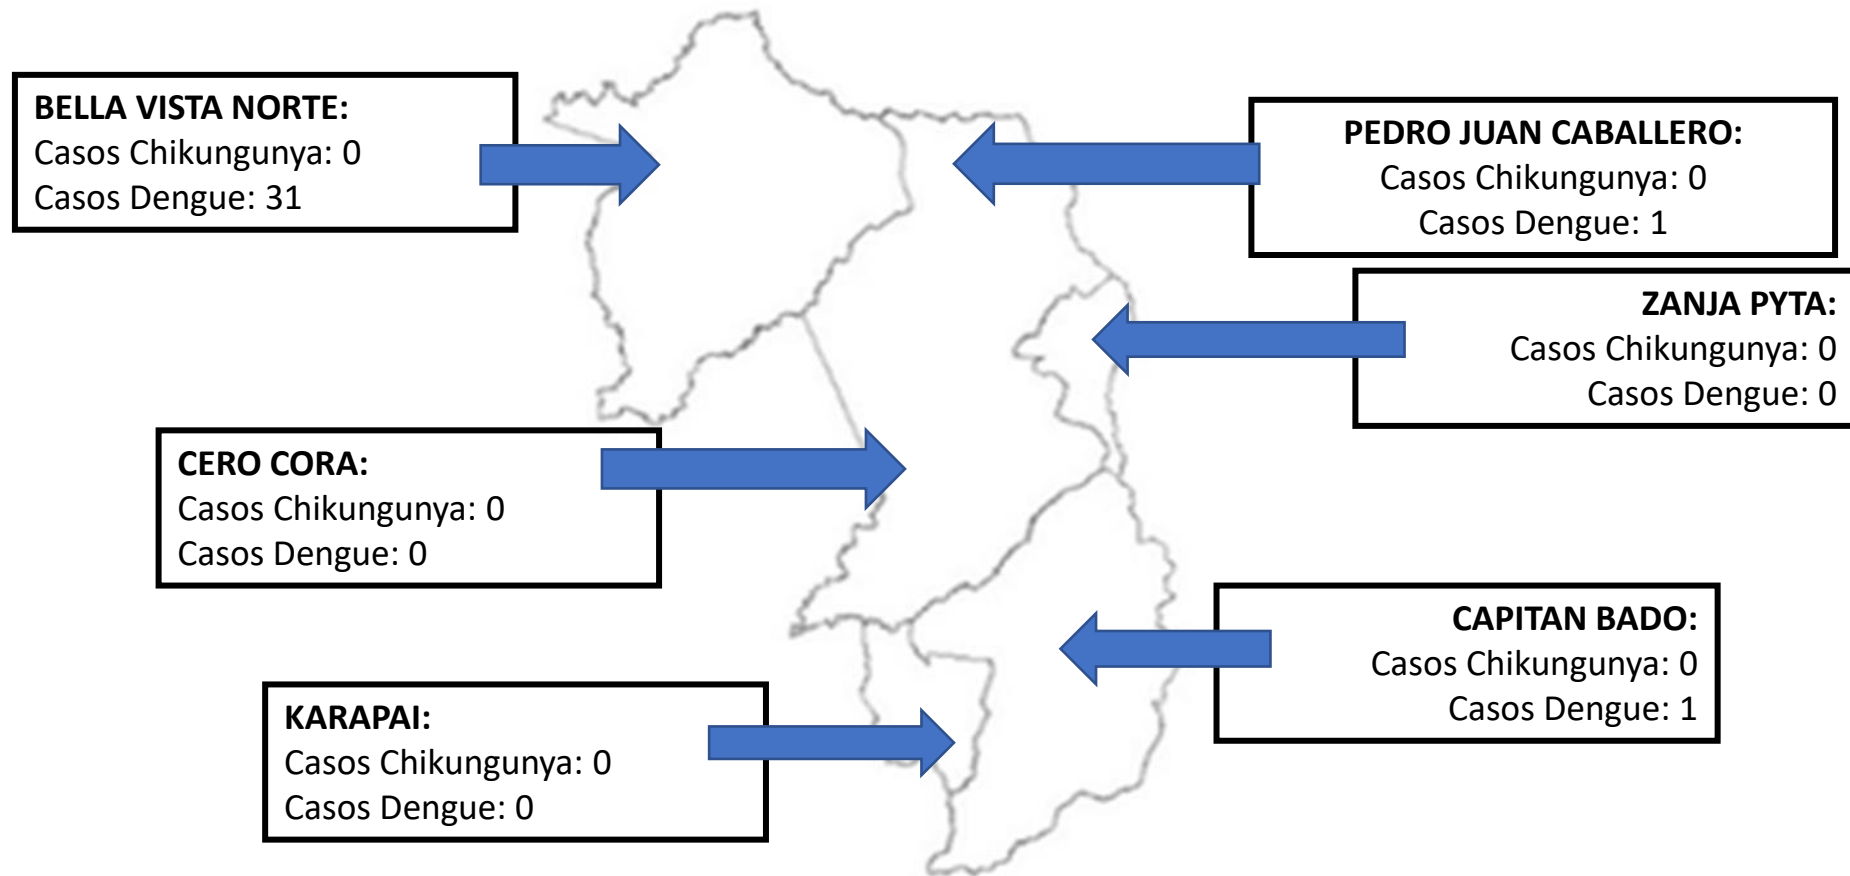 BELLA VISTA NORTE:
Casos Chikungunya: 0
Casos Dengue: 31
PEDRO JUAN CABALLERO:
Casos Chikungunya: 0
Casos Dengue: 1
ZANJA PYTA:
Casos Chikungunya: 0
Casos Dengue: 0
CERO CORA:
Casos Chikungunya: 0
Casos Dengue: 0
CAPITAN BADO:
Casos Chikungunya: 0
Casos Dengue: 1
KARAPAI:
Casos Chikungunya: 0
Casos Dengue: 0